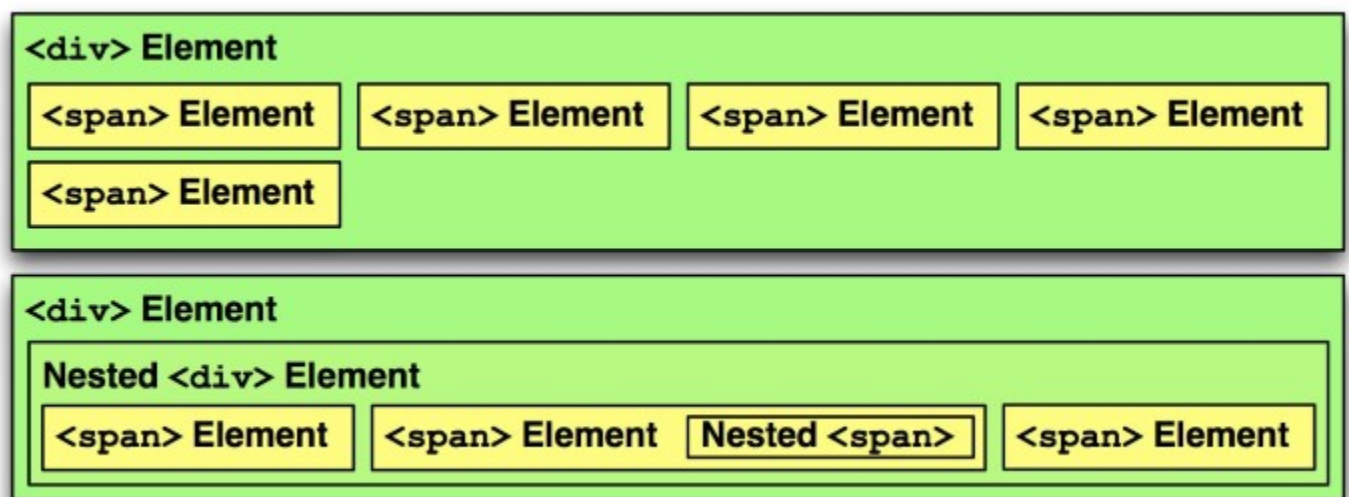 <div> Element
<span> Element <span> Element <span> Element <span> Element
<span> Element
<div> Element
Nested <div> Element
<span> Element <span> Element Nested <span> <span> Element